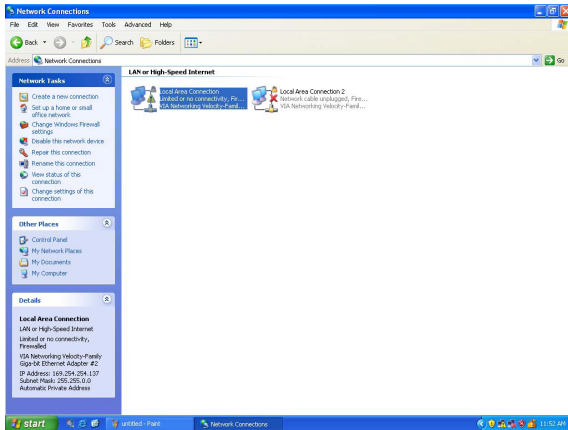 Network Connections
File Edit View Favorites Tools Advanced Help
Back Search Folders
Address Network Connections Go
Network Tasks
Create a new connection
Set up a home or small
office network
Change Windows Firewall
settings
Disable this network device
Repair this connection
Rename this connection
View status of this
connection
Change settings of this
connection
Other Places
Control Panel
My Network Places
My Documents
My Computer
Details
Local Area Connection
LAN or High-Speed Internet
Limited or no connectivity,
Firewalled
VIA Networking Velocity-Family
Giga-bit Ethernet Adapter #2
IP Address: 169.254.254.137
Subnet Mask: 255.255.0.0
Automatic Private Address
LAN or High-Speed Internet
Local Area Connection
Limited or no connectivity, Fir...
VIA Networking Velocity-Famil...
Local Area Connection 2
Network cable unplugged, Fire...
VIA Networking Velocity-Famil...
start
untitled - Paint
Network Connections
11:52 AM